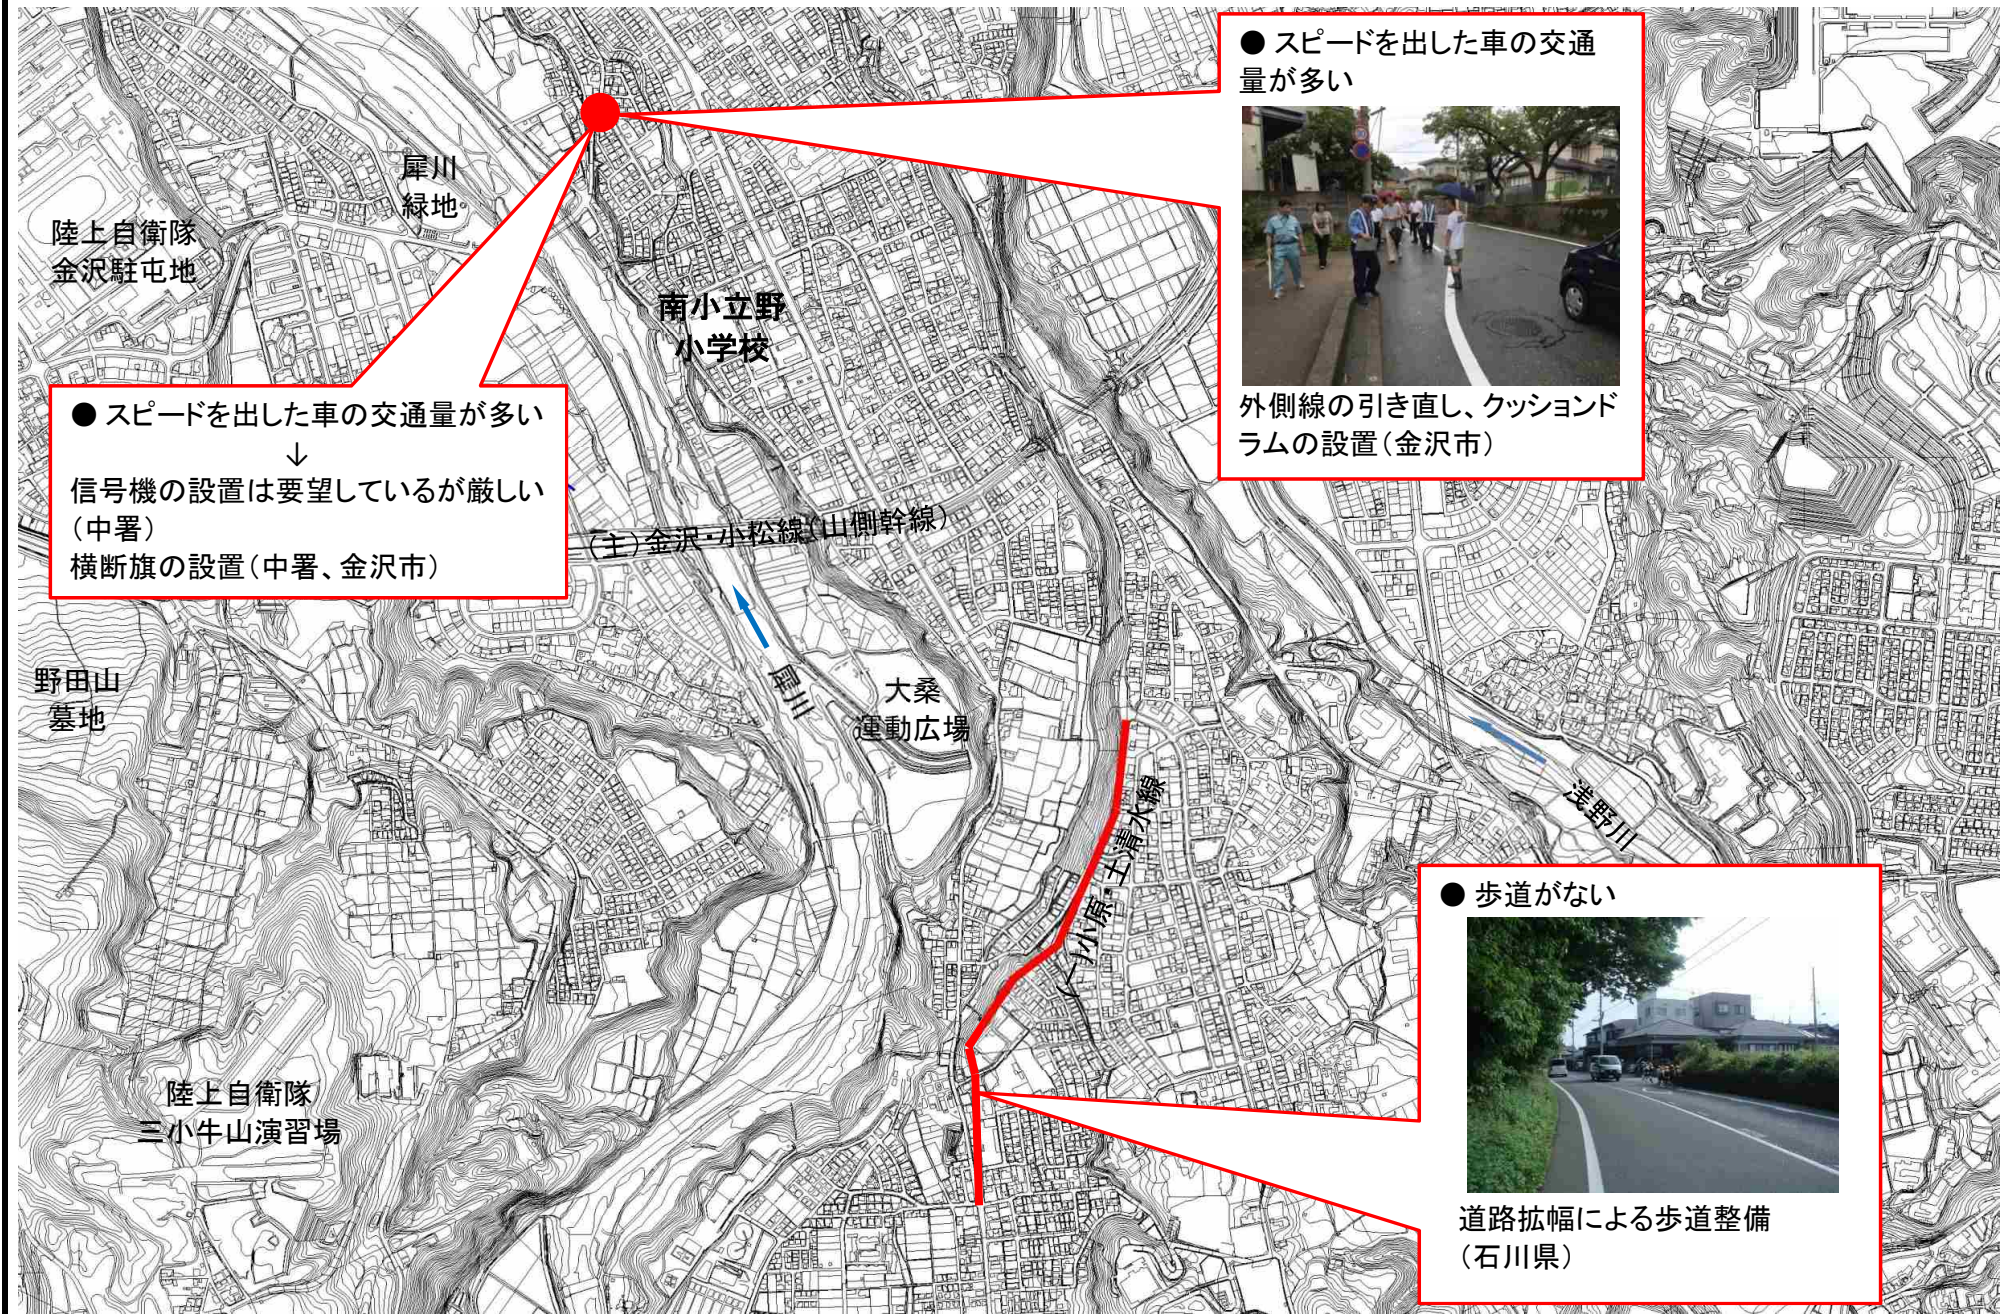 ● スピードを出した車の交通
量が多い
外側線の引き直し、クッションド
ラムの設置(金沢市)
犀川
緑地
陸上自衛隊
金沢駐屯地
南小立野
小学校
● スピードを出した車の交通量が多い
↓
信号機の設置は要望しているが厳しい
(中署)
横断旗の設置(中署、金沢市)
(主)金沢・小松線(山側幹線)
野田山
墓地
犀川
大桑
運動広場
浅野川
(一)小原・土清水線
● 歩道がない
道路拡幅による歩道整備
(石川県)
陸上自衛隊
三小牛山演習場